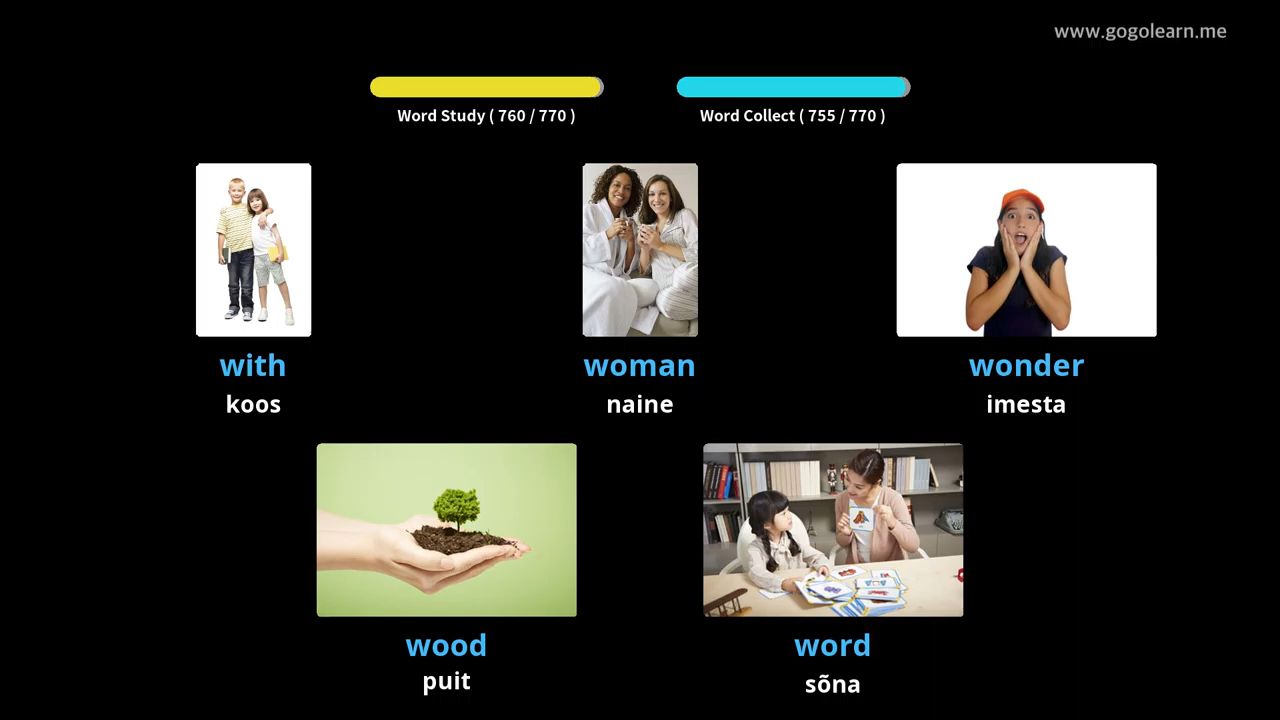 www.gogolearn.me
Word Study ( 760 / 770 )
Word Collect ( 755 / 770 )
with
koos
woman
naine
wonder
imesta
wood
puit
word
sõna